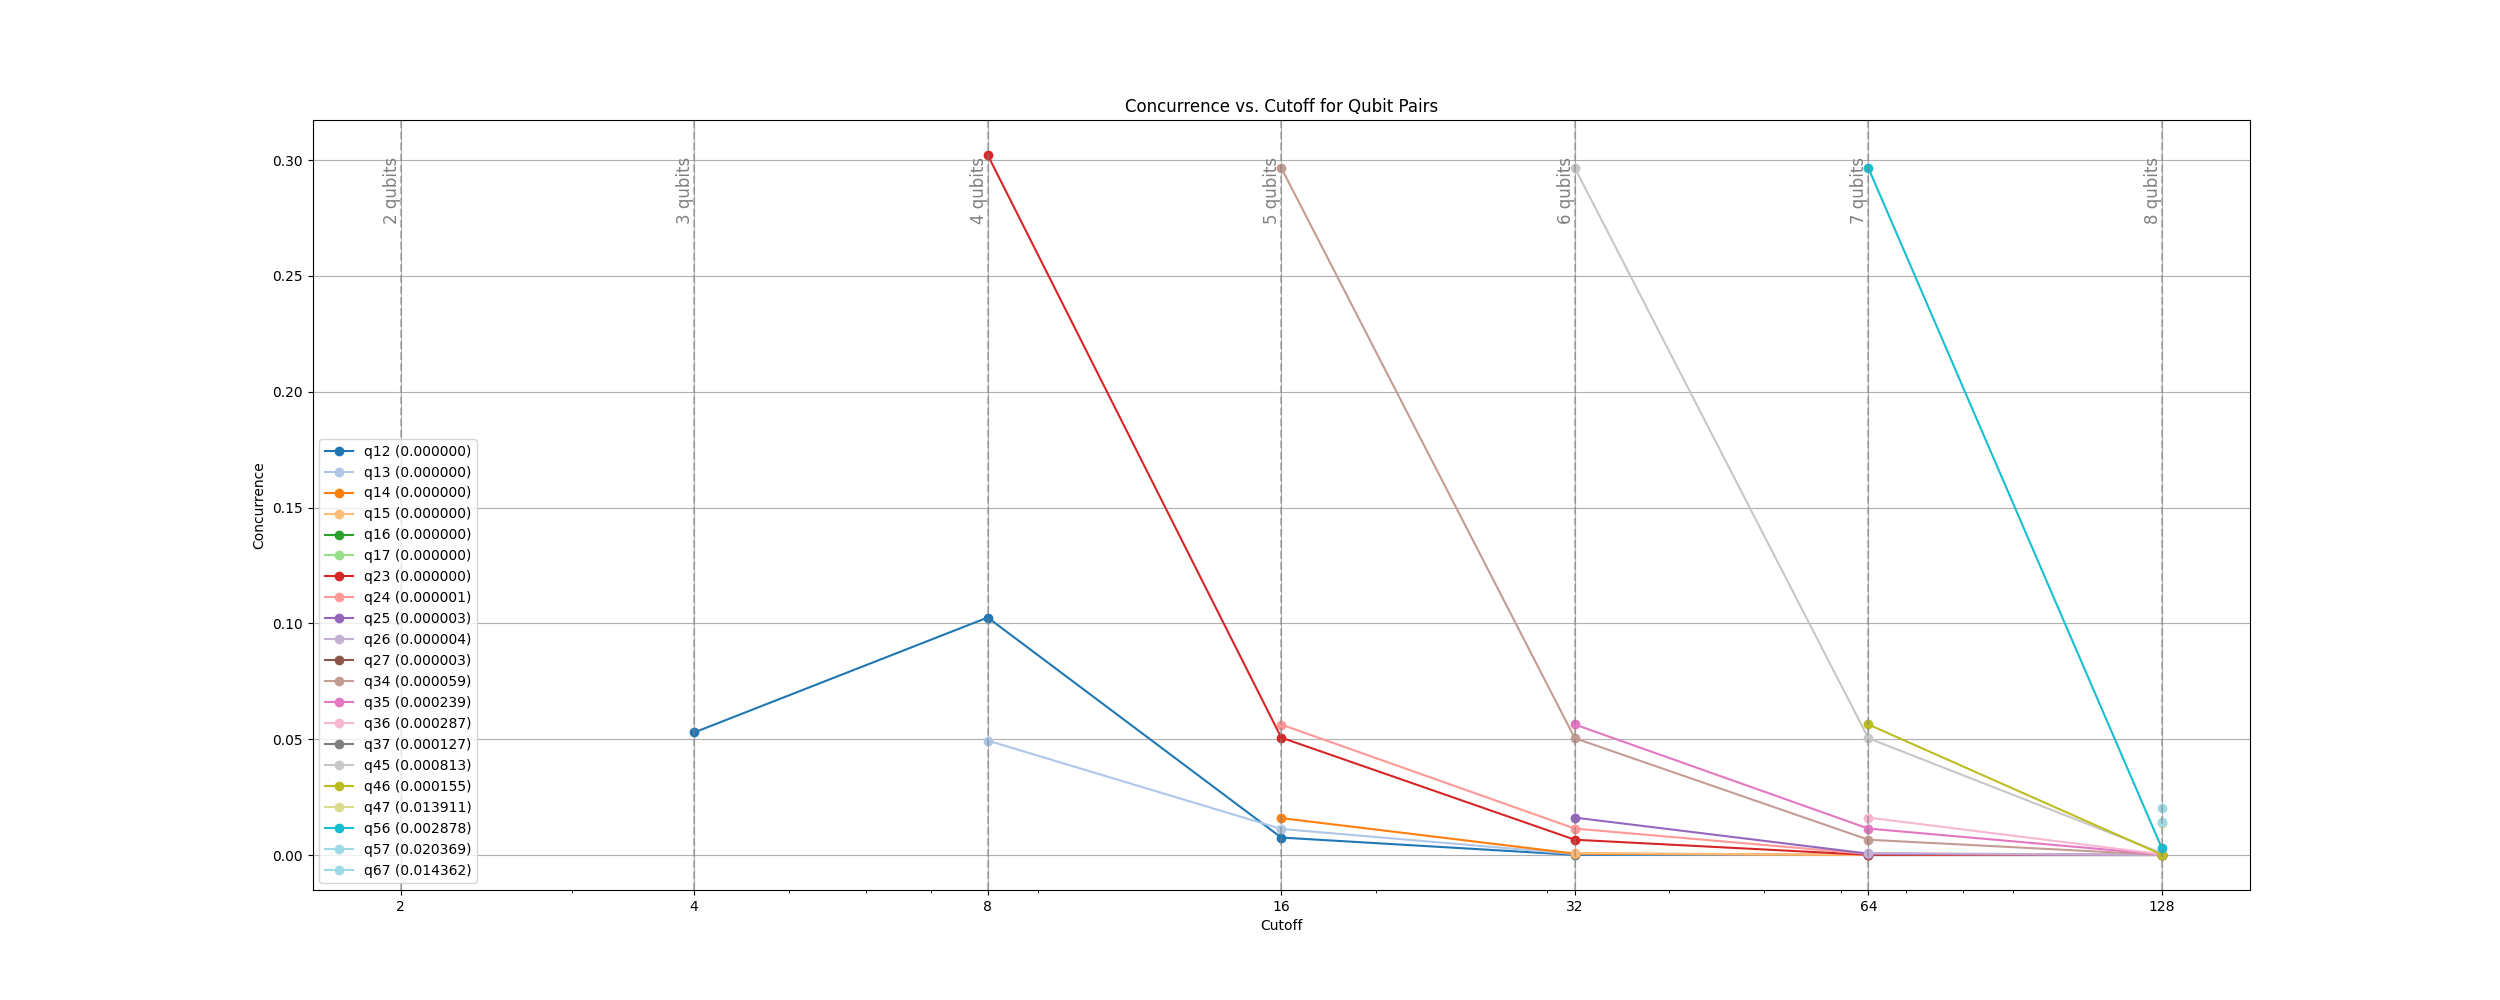 Concurrence vs. Cutoff for Qubit Pairs
0.30
0.25
0.20
0.15
0.10
0.05
0.00
Concurrence
2 qubits
3 qubits
4 qubits
5 qubits
6 qubits
7 qubits
8 qubits
q12 (0.000000)
q13 (0.000000)
q14 (0.000000)
q15 (0.000000)
q16 (0.000000)
q17 (0.000000)
q23 (0.000000)
q24 (0.000001)
q25 (0.000003)
q26 (0.000004)
q27 (0.000003)
q34 (0.000059)
q35 (0.000239)
q36 (0.000287)
q37 (0.000127)
q45 (0.000813)
q46 (0.000155)
q47 (0.013911)
q56 (0.002878)
q57 (0.020369)
q67 (0.014362)
2 4 8 16 32 64 128
Cutoff